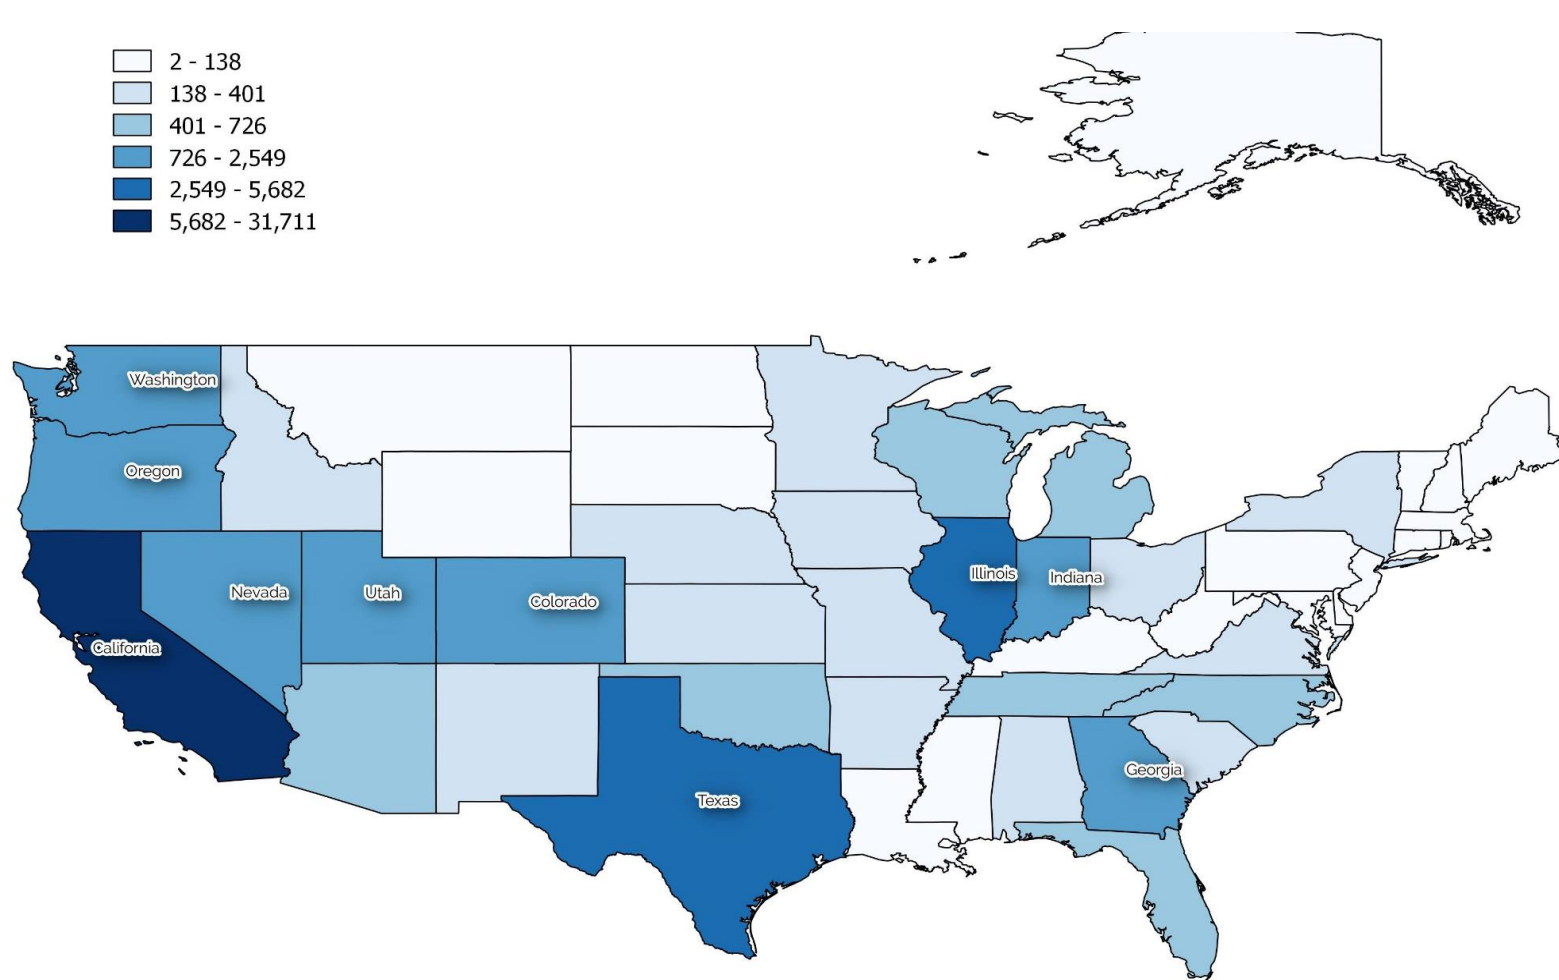 2 - 138
138 - 401
401 - 726
726 - 2,549
2,549 - 5,682
5,682 - 31,711
Washington
Oregon
Nevada
Utah
Colorado
Illinois
Indiana
California
Georgia
Texas